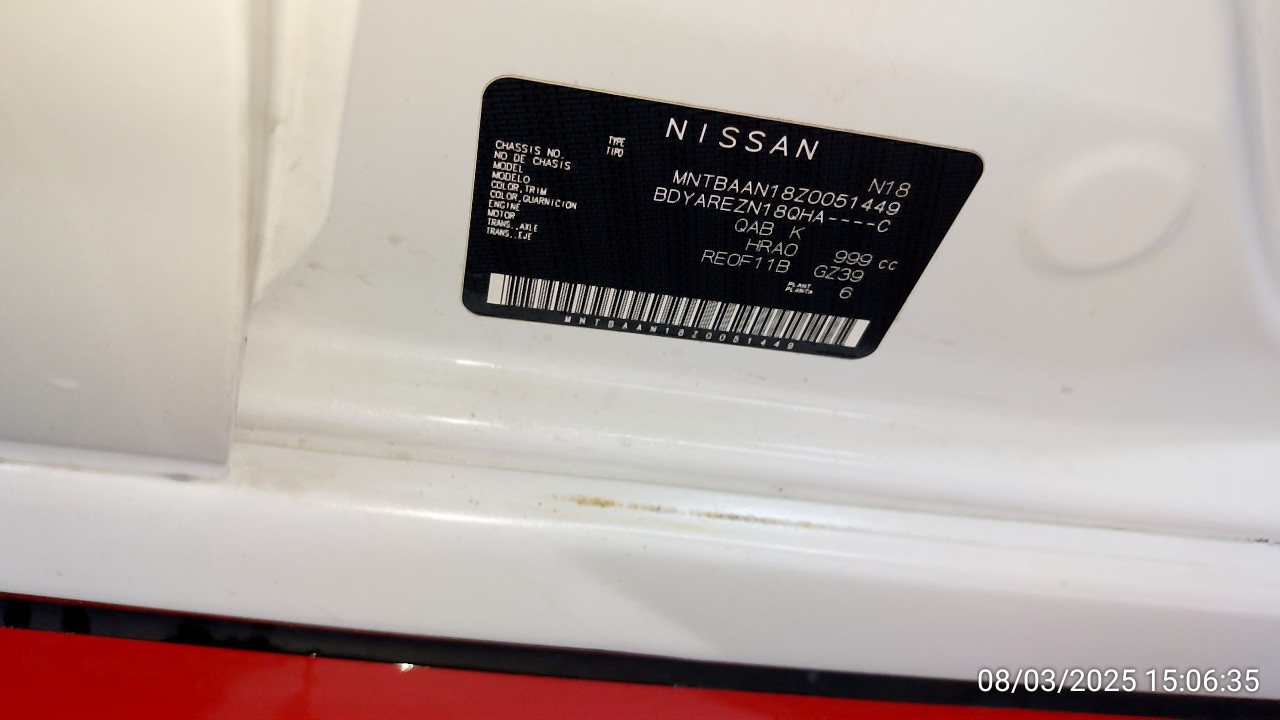 NISSAN
TYPE
TIPO
N18
CHASSIS NO.
NO DE CHASIS
MNTBAAN18Z0051449
MODEL
MODELO
BDYAREZN18QHA----C
COLOR,TRIM
COLOR,GUARNICION
QAB K
ENGINE
MOTOR
HRA0 999 cc
TRANS.,AXLE
TRANS.,EJE
RE0F11B GZ39
PLANT
PLANTA
6
MNTBAAN18Z0051449
08/03/2025 15:06:35